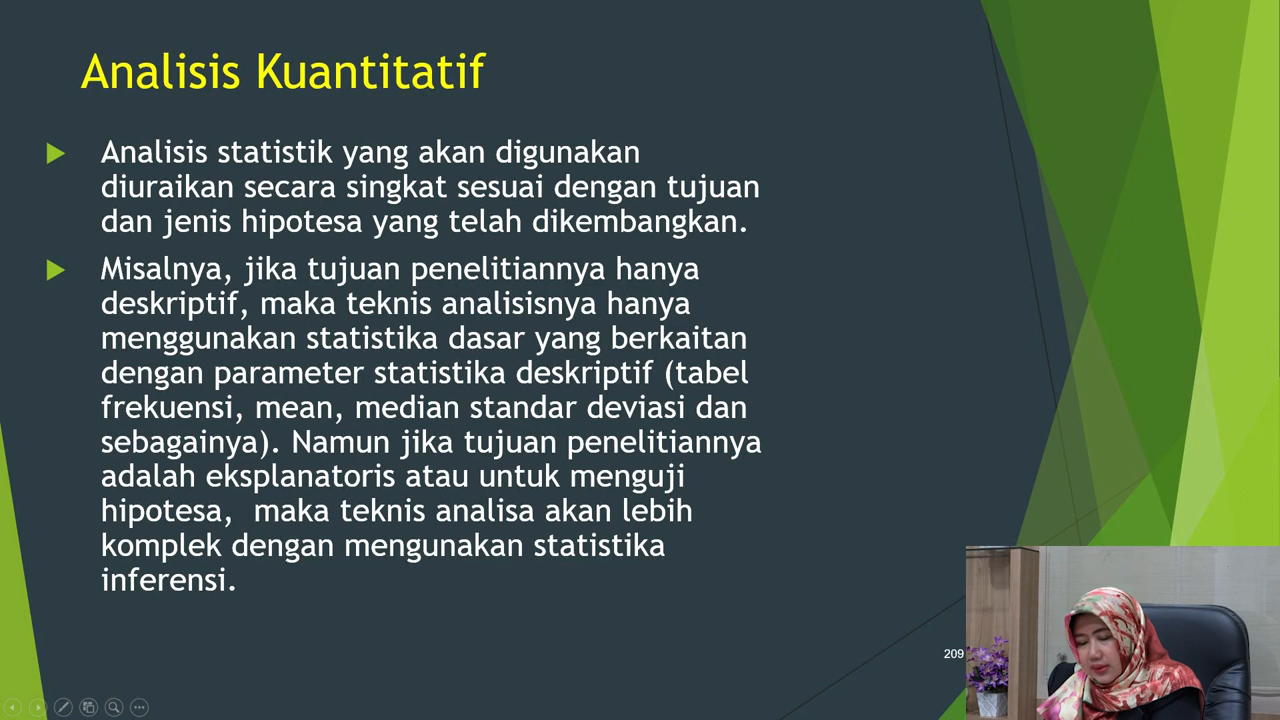 Analisis Kuantitatif
Analisis statistik yang akan digunakan
diuraikan secara singkat sesuai dengan tujuan
dan jenis hipotesa yang telah dikembangkan.
Misalnya, jika tujuan penelitiannya hanya
deskriptif, maka teknis analisisnya hanya
menggunakan statistika dasar yang berkaitan
dengan parameter statistika deskriptif (tabel
frekuensi, mean, median standar deviasi dan
sebagainya). Namun jika tujuan penelitiannya
adalah eksplanatoris atau untuk menguji
hipotesa,  maka teknis analisa akan lebih
komplek dengan mengunakan statistika
inferensi.
209